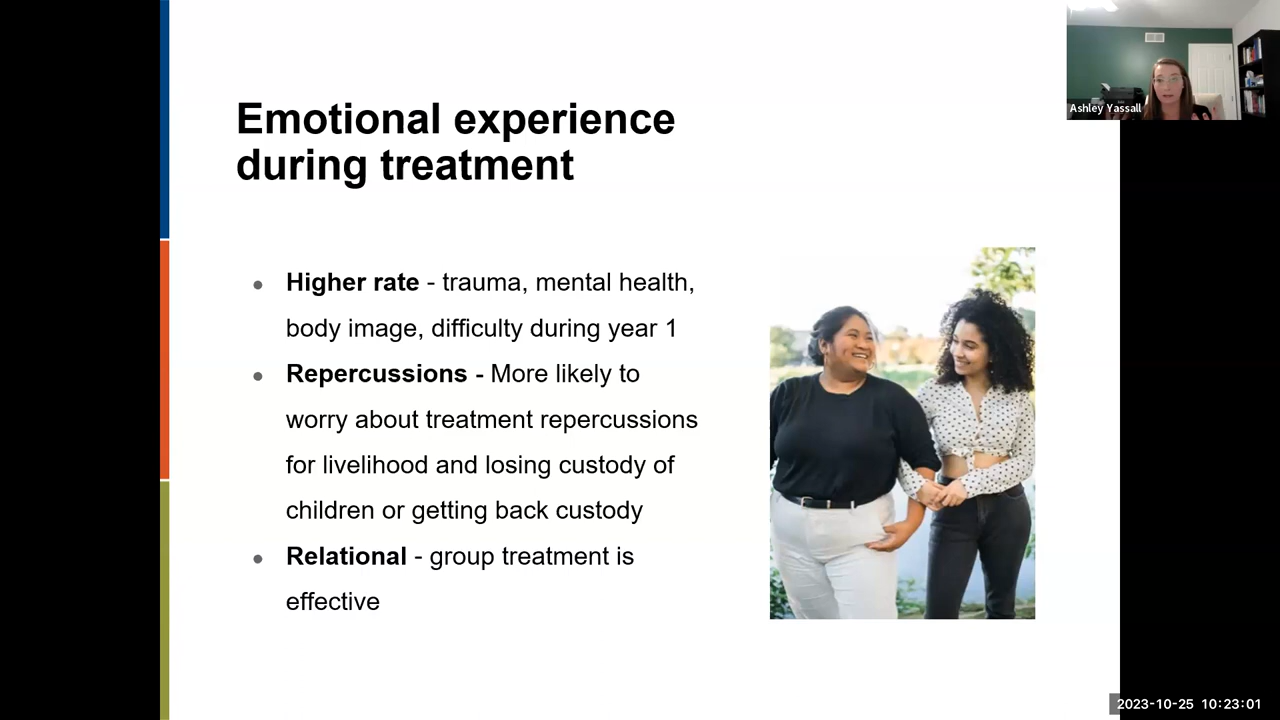 Emotional experience
during treatment
Ashley Yassall
● Higher rate - trauma, mental health,
body image, difficulty during year 1
● Repercussions - More likely to
worry about treatment repercussions
for livelihood and losing custody of
children or getting back custody
● Relational - group treatment is
effective
2023-10-25 10:23:01